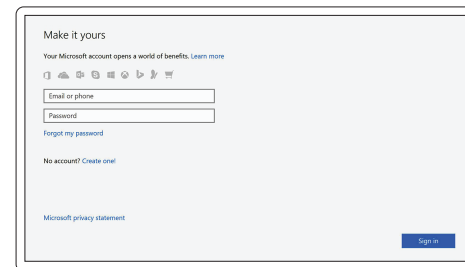 Make it yours
Your Microsoft account opens a world of benefits. Learn more
Email or phone
Password
Forgot my password
No account? Create one!
Microsoft privacy statement
Sign in